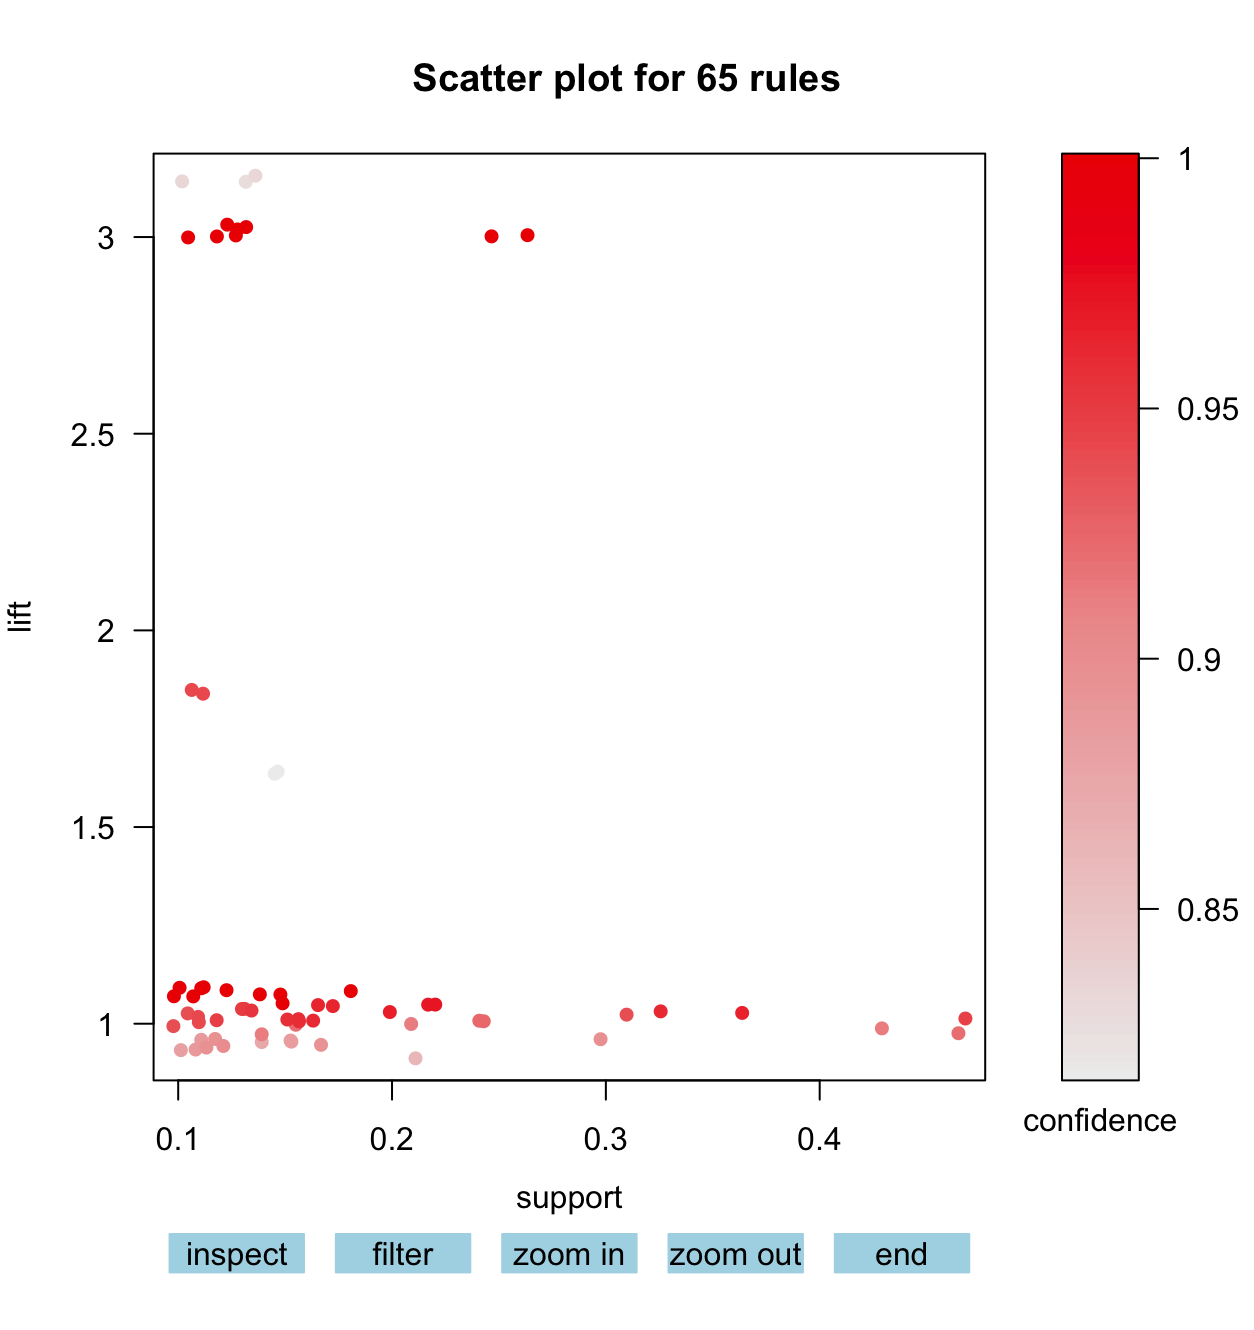 Scatter plot for 65 rules
3
2.5
2
1.5
1
lift
0.1 0.2 0.3 0.4
support
1
0.95
0.9
0.85
confidence
inspect filter zoom in zoom out end